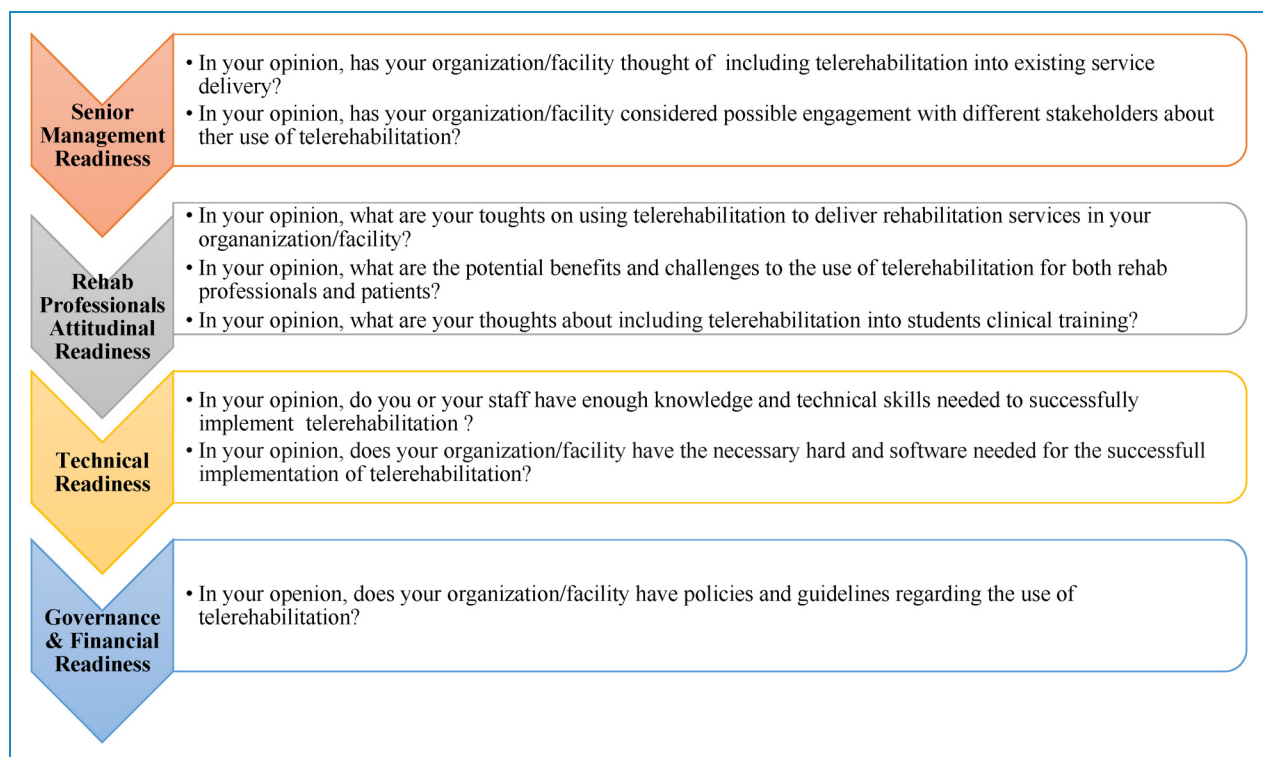 Senior
Management
Readiness
• In your opinion, has your organization/facility thought of  including telerehabilitation into existing service
delivery?
• In your opinion, has your organization/facility considered possible engagement with different stakeholders about
ther use of telerehabilitation?
Rehab
Professionals
Attitudinal
Readiness
• In your opinion, what are your toughts on using telerehabilitation to deliver rehabilitation services in your
organanization/facility?
• In your opinion, what are the potential benefits and challenges to the use of telerehabilitation for both rehab
professionals and patients?
• In your opinion, what are your thoughts about including telerehabilitation into students clinical training?
Technical
Readiness
• In your opinion, do you or your staff have enough knowledge and technical skills needed to successfully
implement  telerehabilitation ?
• In your opinion, does your organization/facility have the necessary hard and software needed for the successfull
implementation of telerehabilitation?
Governance
& Financial
Readiness
• In your openion, does your organization/facility have policies and guidelines regarding the use of
telerehabilitation?